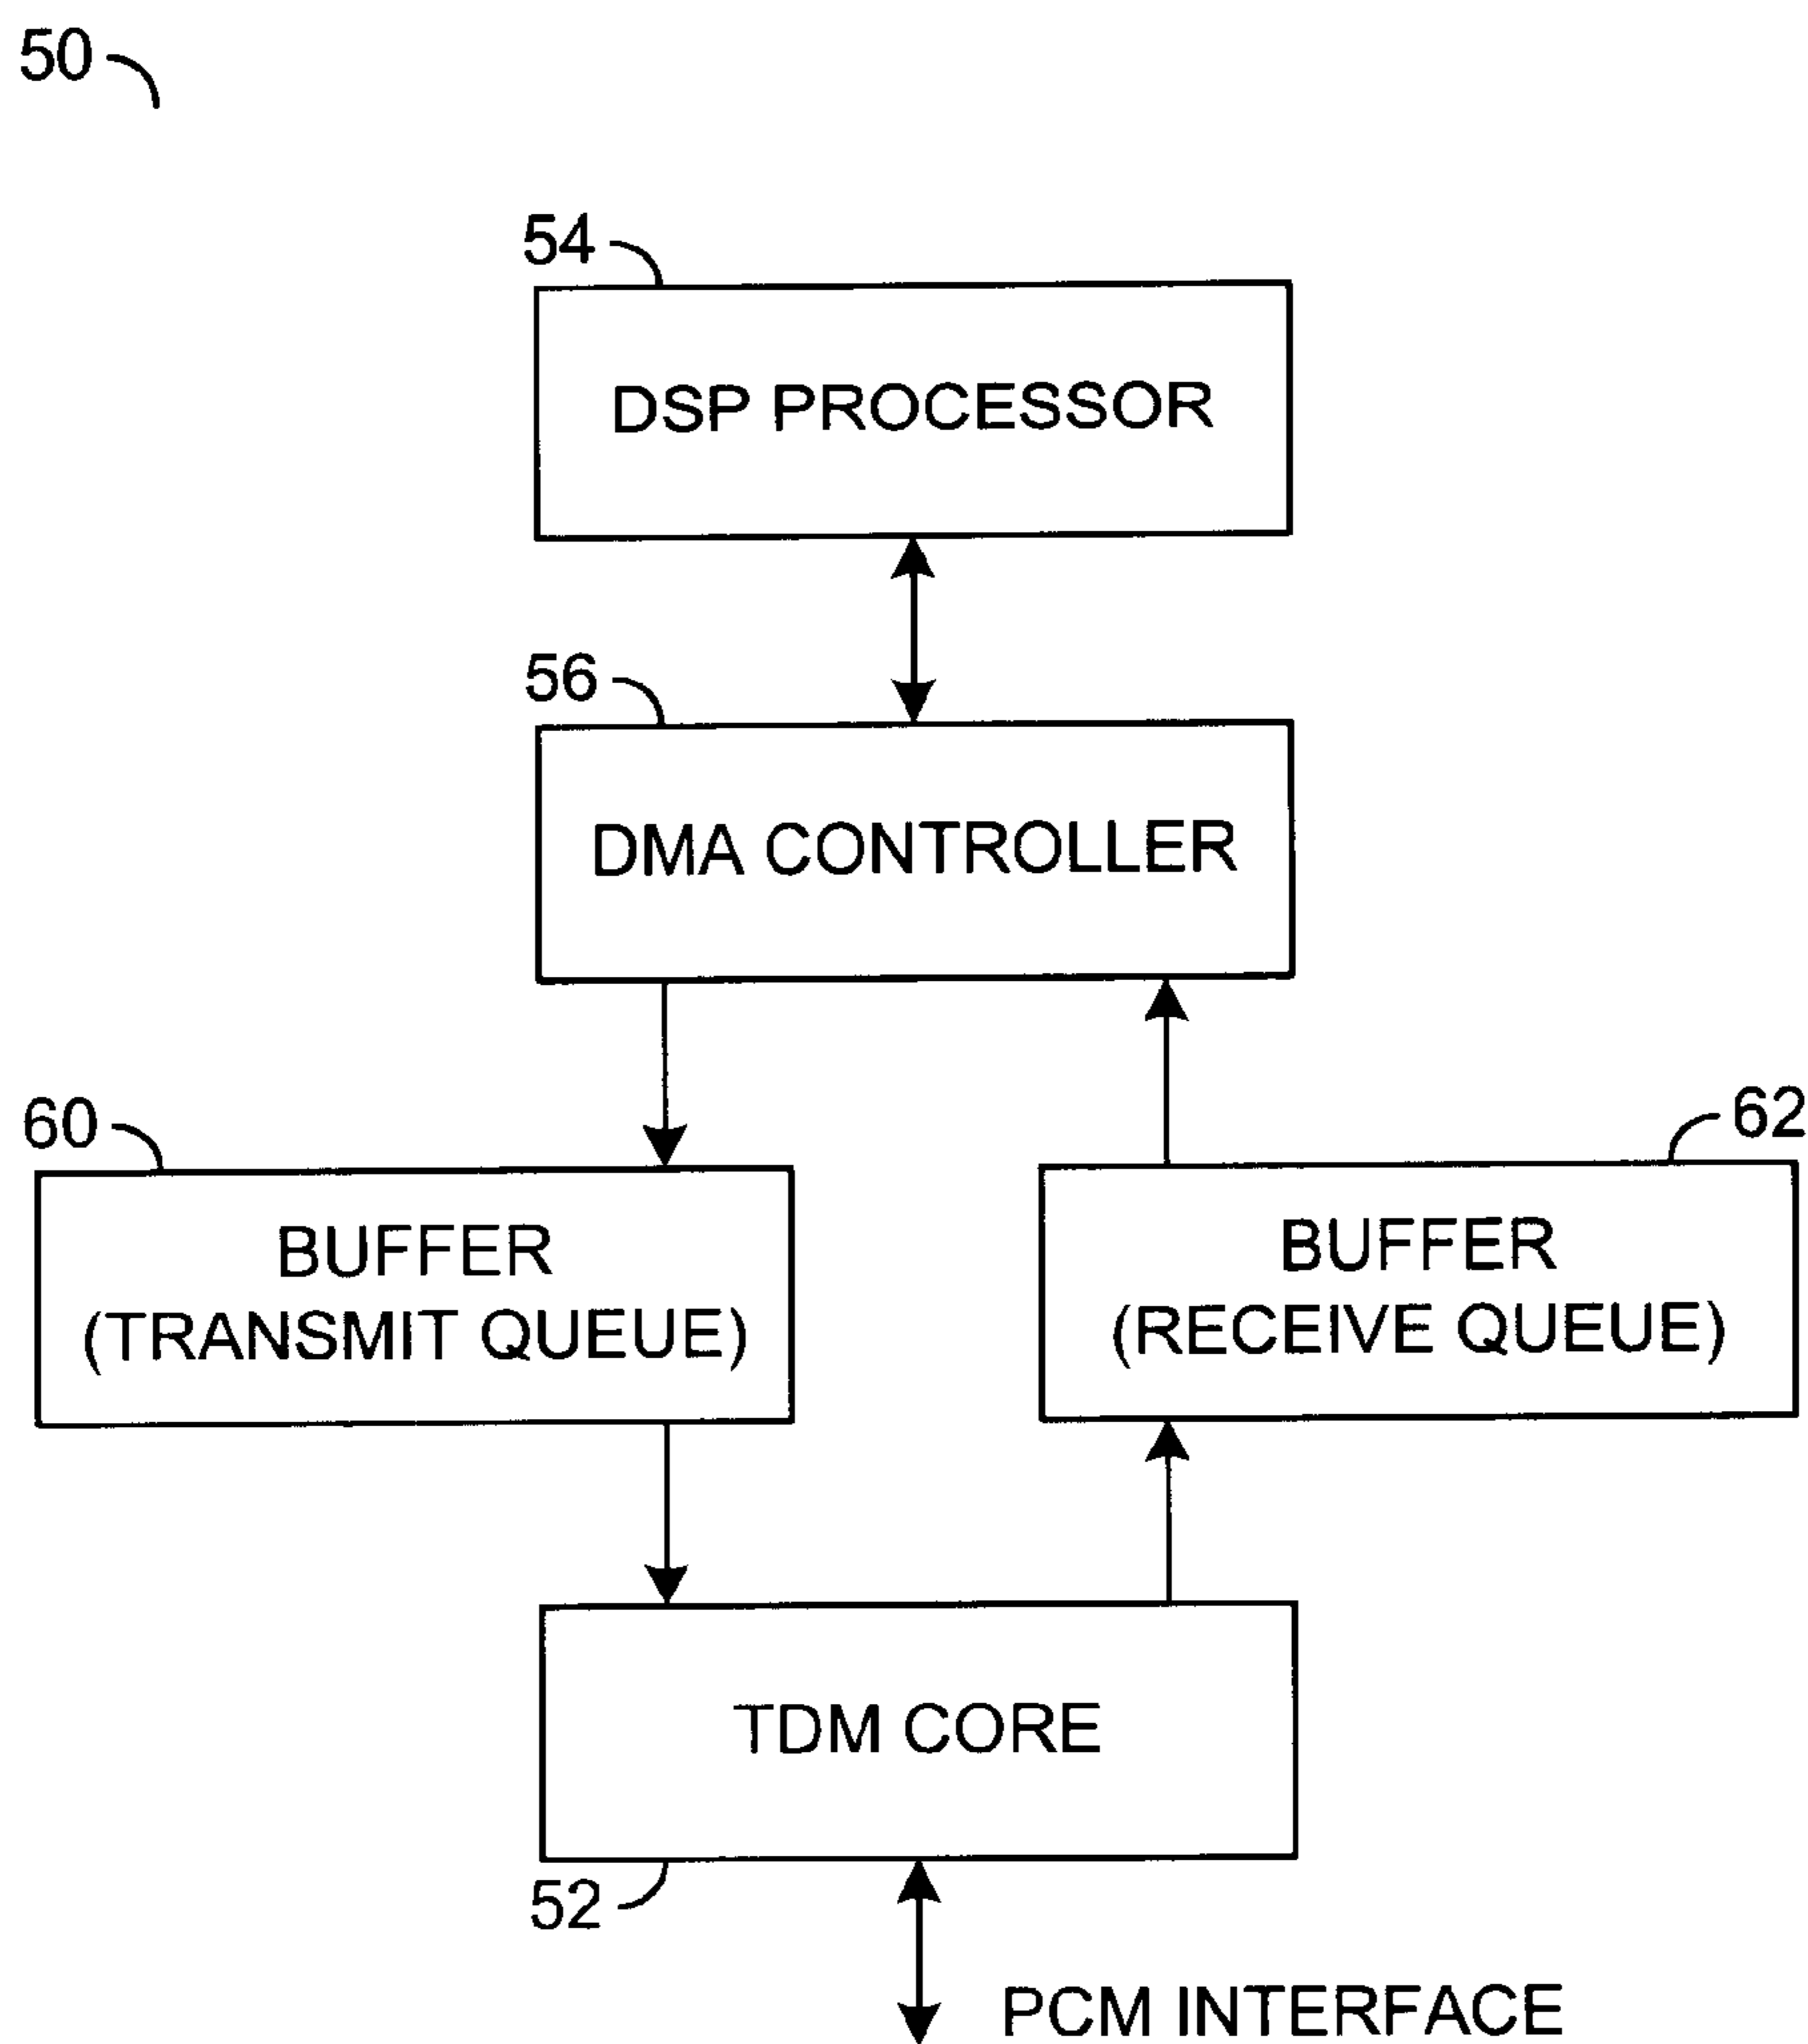 50
54
DSP PROCESSOR
56
DMA CONTROLLER
60
62
BUFFER
(TRANSMIT QUEUE)
BUFFER
(RECEIVE QUEUE)
TDM CORE
52
PCM INTERFACE